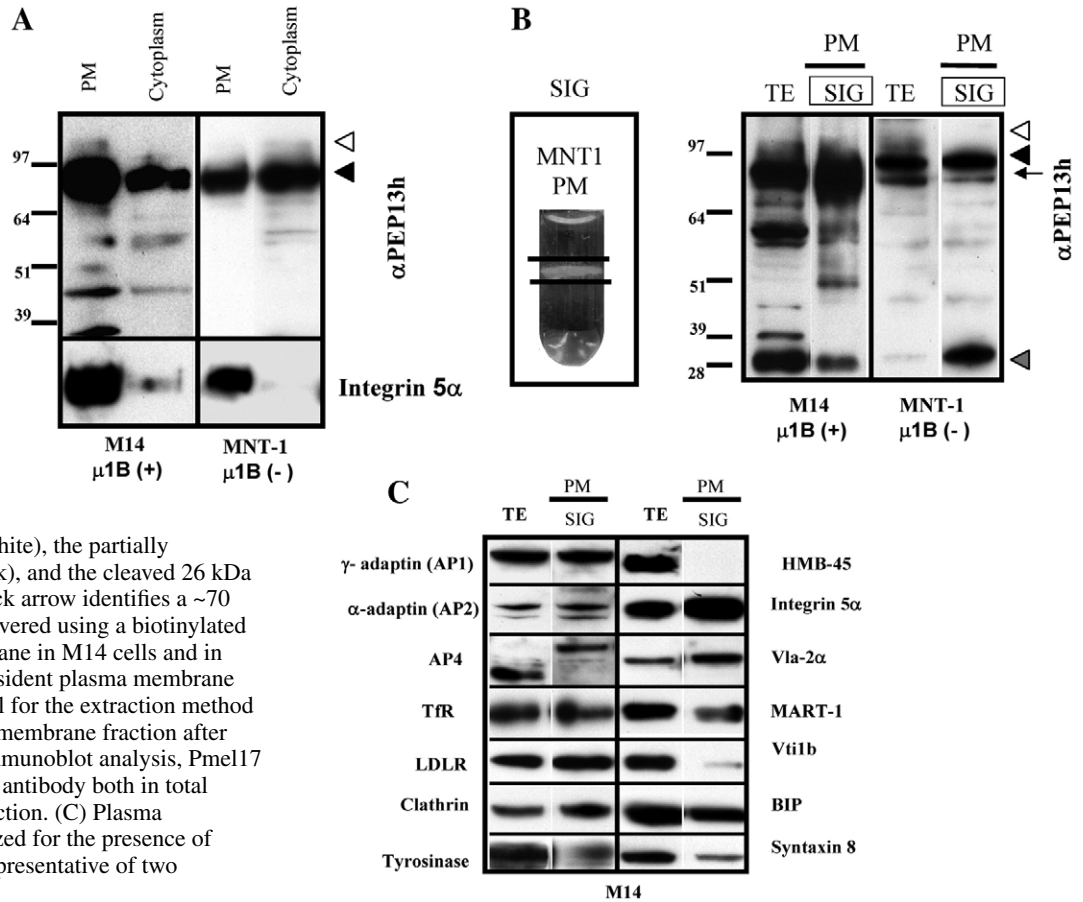 A
B
PM
Cytoplasm
PM
Cytoplasm
97
64
51
39
αPEP13h
Integrin 5α
M14
μ1B (+)
MNT-1
μ1B (-)
SIG
MNT1
PM
PM
PM
TE
SIG
TE
SIG
97
64
51
39
28
αPEP13h
M14
μ1B (+)
MNT-1
μ1B (-)
hite), the partially
k), and the cleaved 26 kDa
ck arrow identifies a ~70
vered using a biotinylated
ane in M14 cells and in
sident plasma membrane
l for the extraction method
membrane fraction after
munoblot analysis, Pmel17
antibody both in total
ction. (C) Plasma
zed for the presence of
presentative of two
C
PM
PM
TE
SIG
TE
SIG
γ- adaptin (AP1)
HMB-45
α-adaptin (AP2)
Integrin 5α
AP4
Vla-2α
TfR
MART-1
LDLR
Vti1b
Clathrin
BIP
Tyrosinase
Syntaxin 8
M14